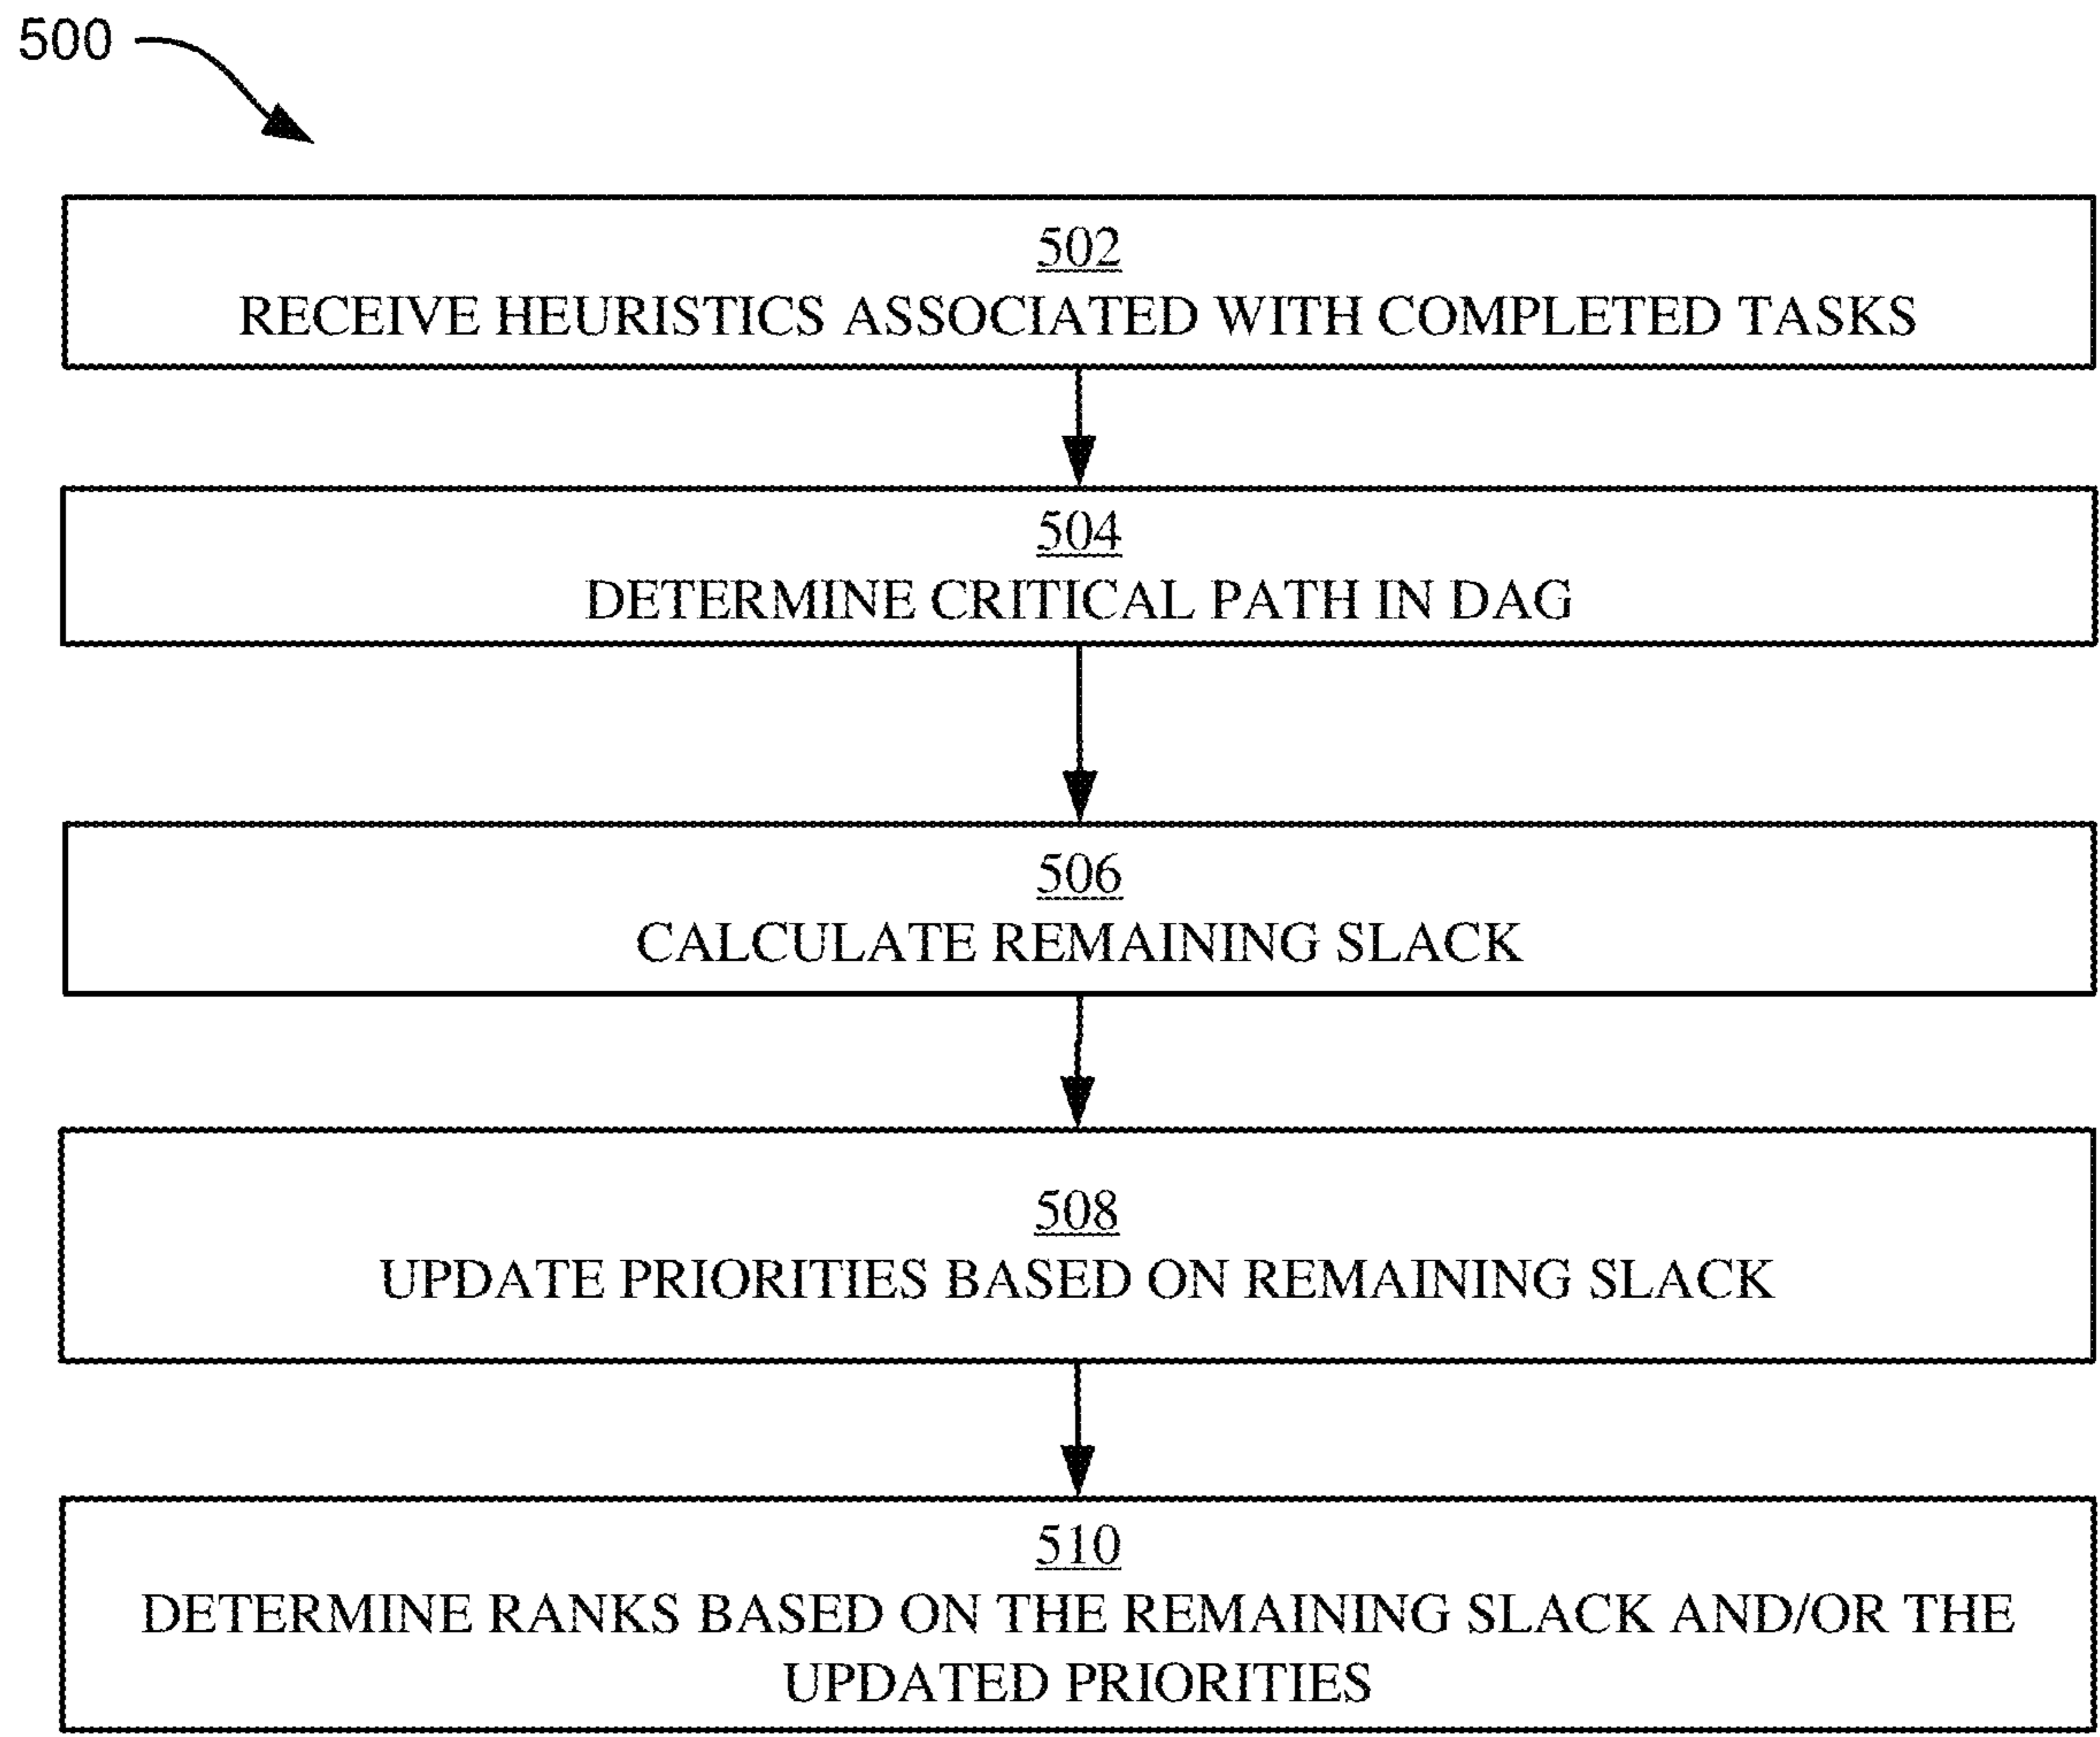 500
502
RECEIVE HEURISTICS ASSOCIATED WITH COMPLETED TASKS
504
DETERMINE CRITICAL PATH IN DAG
506
CALCULATE REMAINING SLACK
508
UPDATE PRIORITIES BASED ON REMAINING SLACK
510
DETERMINE RANKS BASED ON THE REMAINING SLACK AND/OR THE
UPDATED PRIORITIES